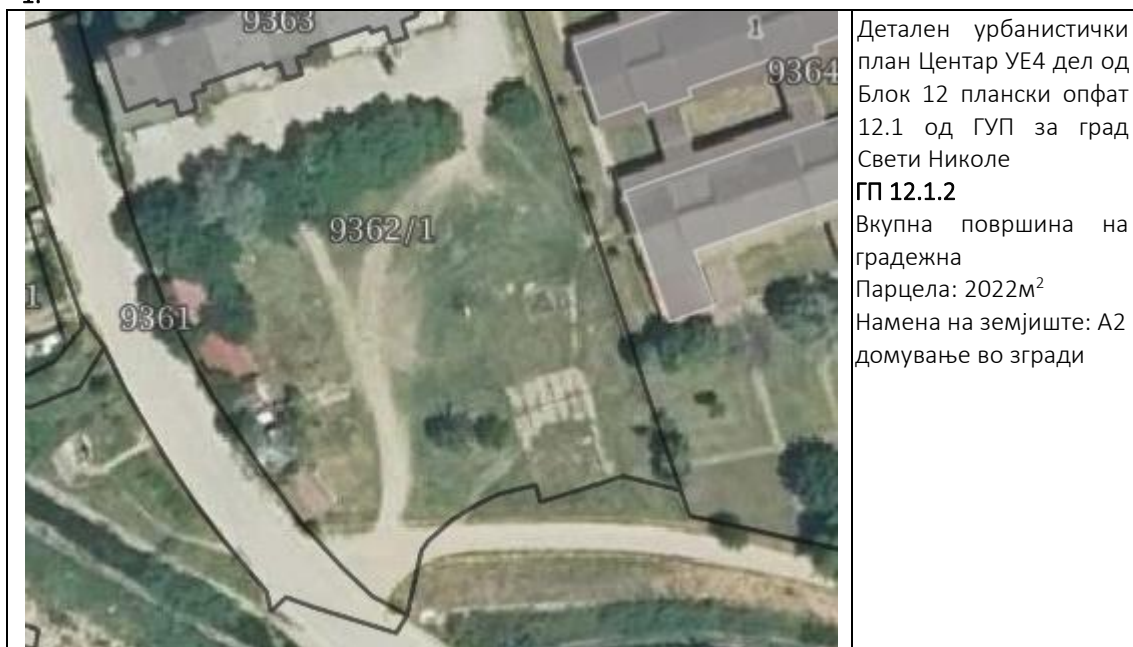 1.
9363
1
9364
9362/1
9361
1
Детален урбанистички
план Центар УЕ4 дел од
Блок 12 плански опфат
12.1 од ГУП за град
Свети Николе
ГП 12.1.2
Вкупна површина на
градежна
Парцела: 2022м²
Намена на земјиште: А2
домување во згради